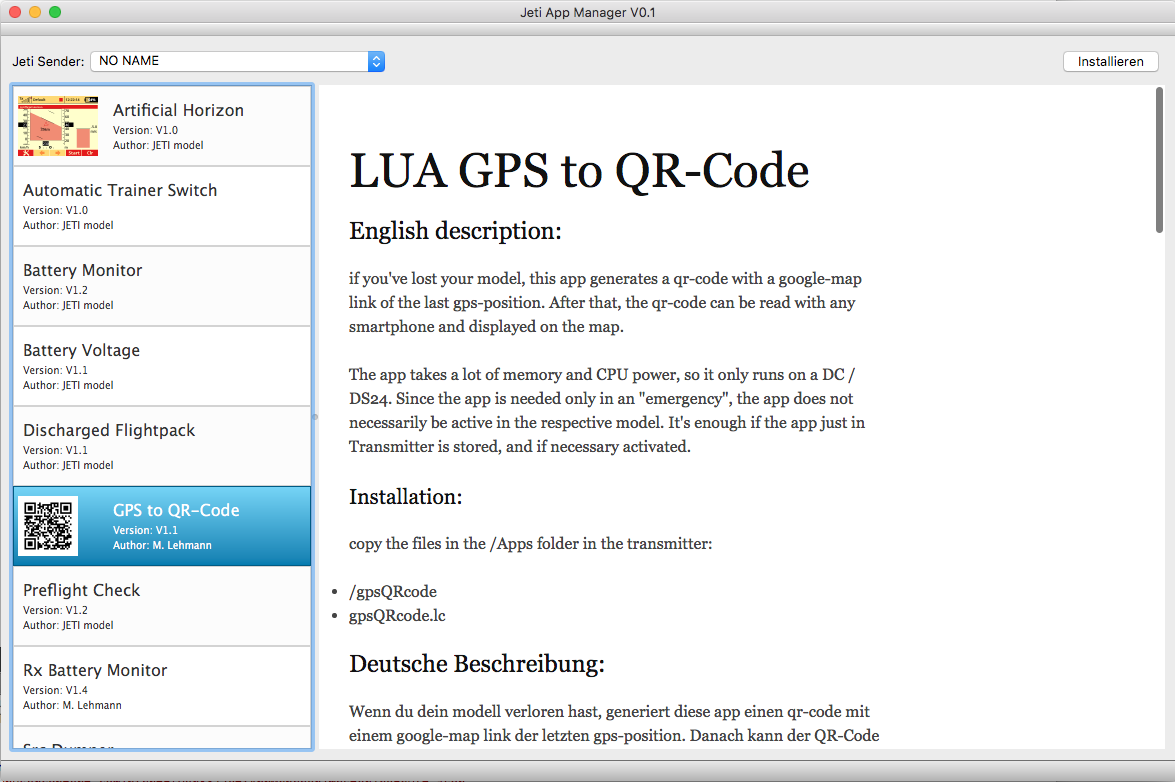 Jeti App Manager V0.1
Jeti Sender:
NO NAME
Installieren
Artificial Horizon
Version: V1.0
Author: JETI model
Automatic Trainer Switch
Version: V1.0
Author: JETI model
Battery Monitor
Version: V1.2
Author: JETI model
Battery Voltage
Version: V1.1
Author: JETI model
Discharged Flightpack
Version: V1.1
Author: JETI model
GPS to QR-Code
Version: V1.1
Author: M. Lehmann
Preflight Check
Version: V1.2
Author: JETI model
Rx Battery Monitor
Version: V1.4
Author: M. Lehmann
LUA GPS to QR-Code
English description:
if you've lost your model, this app generates a qr-code with a google-map
link of the last gps-position. After that, the qr-code can be read with any
smartphone and displayed on the map.
The app takes a lot of memory and CPU power, so it only runs on a DC /
DS24. Since the app is needed only in an "emergency", the app does not
necessarily be active in the respective model. It's enough if the app just in
Transmitter is stored, and if necessary activated.
Installation:
copy the files in the /Apps folder in the transmitter:
• /gpsQRcode
• gpsQRcode.lc
Deutsche Beschreibung:
Wenn du dein modell verloren hast, generiert diese app einen qr-code mit
einem google-map link der letzten gps-position. Danach kann der QR-Code